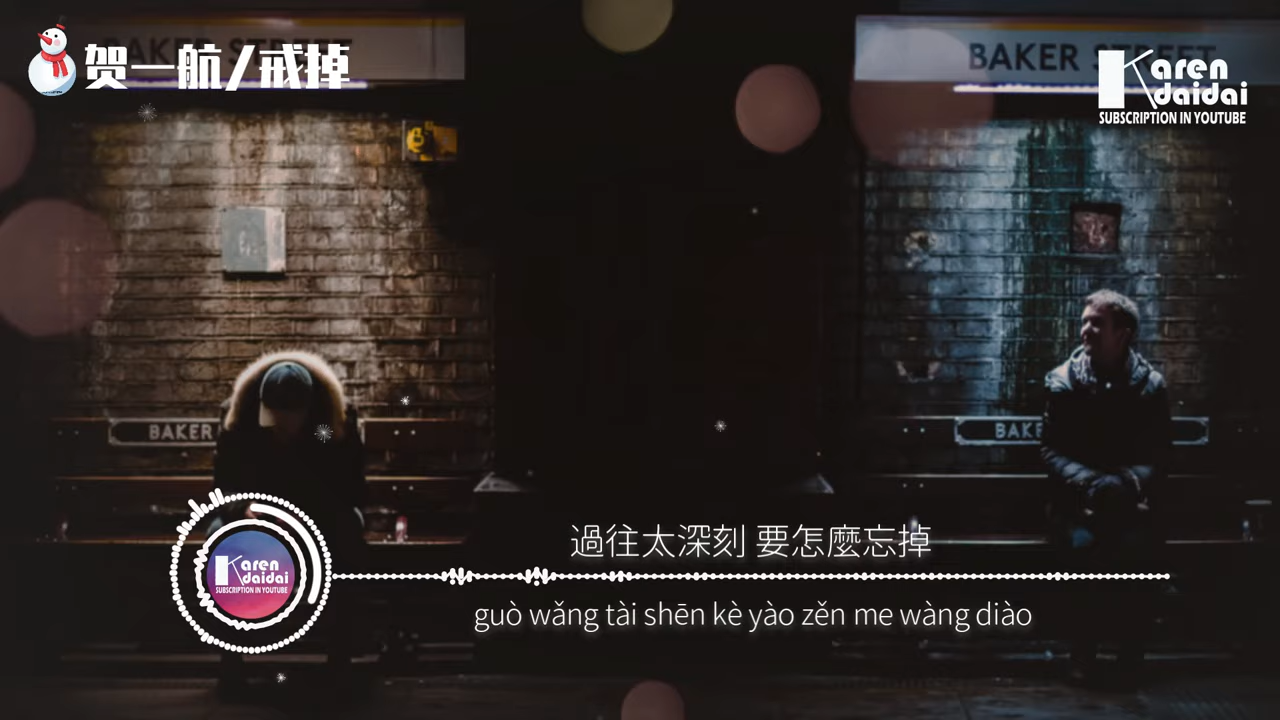 贺一航/戒掉
BAKER STREET
BAKER STREET
Karen
daidai
SUBSCRIPTION IN YOUTUBE
BAKER
BAKE
過往太深刻 要怎麼忘掉
Karen
daidai
SUBSCRIPTION IN YOUTUBE
guò wǎng tài shēn kè yào zěn me wàng diào